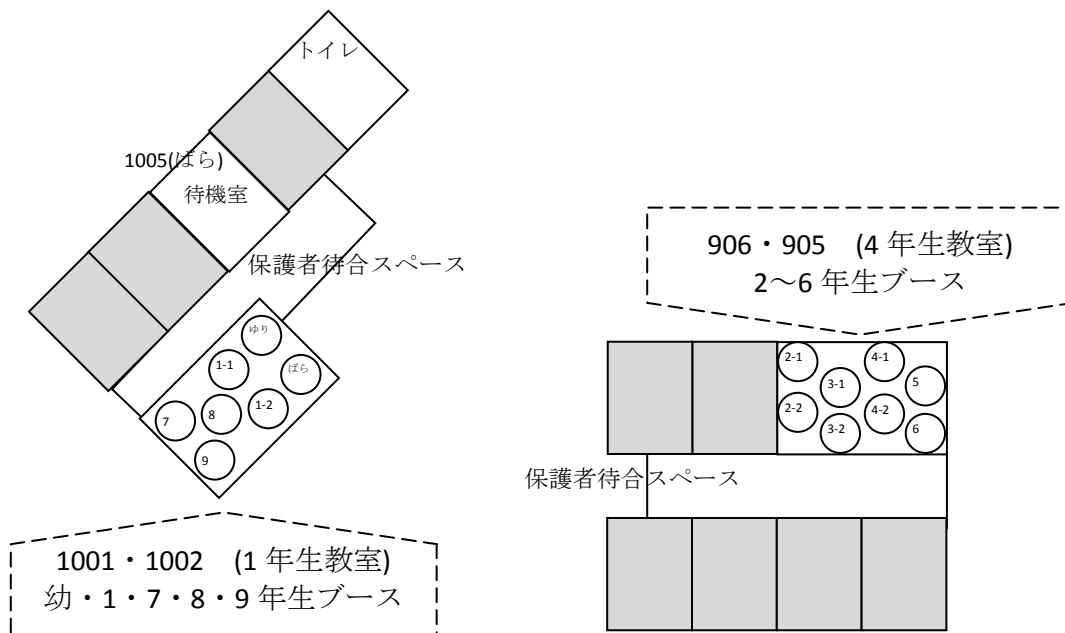 トイレ
1005(ばら)
待機室
保護者待合スペース
ゆり
1-1
ばら
1-2
7
8
9
1001・1002 (1年生教室)
幼・1・7・8・9年生ブース
906・905 (4年生教室)
2～6年生ブース
2-1
4-1
3-1
5
2-2
4-2
3-2
6
保護者待合スペース